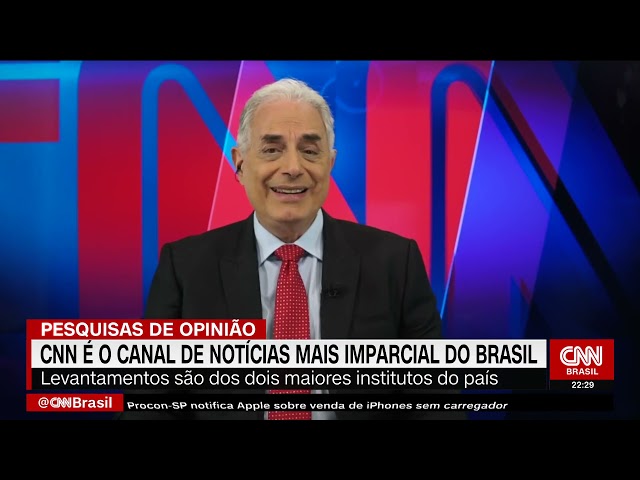 PESQUISAS DE OPINIÃO
CNN É O CANAL DE NOTÍCIAS MAIS IMPARCIAL DO BRASIL
Levantamentos são dos dois maiores institutos do país
CNN
BRASIL
22:29
@CNNBrasil
Procon-SP notifica Apple sobre venda de iPhones sem carregador